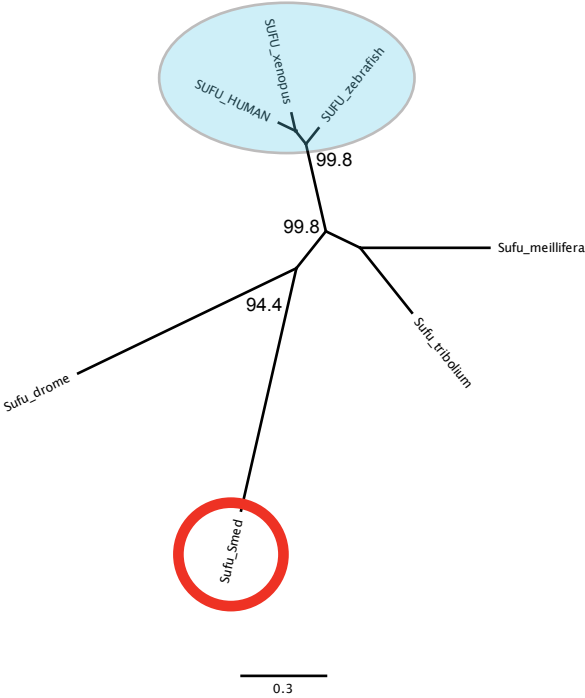 SUFU_xenopus
SUFU_HUMAN
SUFU_zebrafish
99.8
99.8
Sufu_meillifera
94.4
Sufu_tribolium
Sufu_drome
Sufu_Smed
0.3